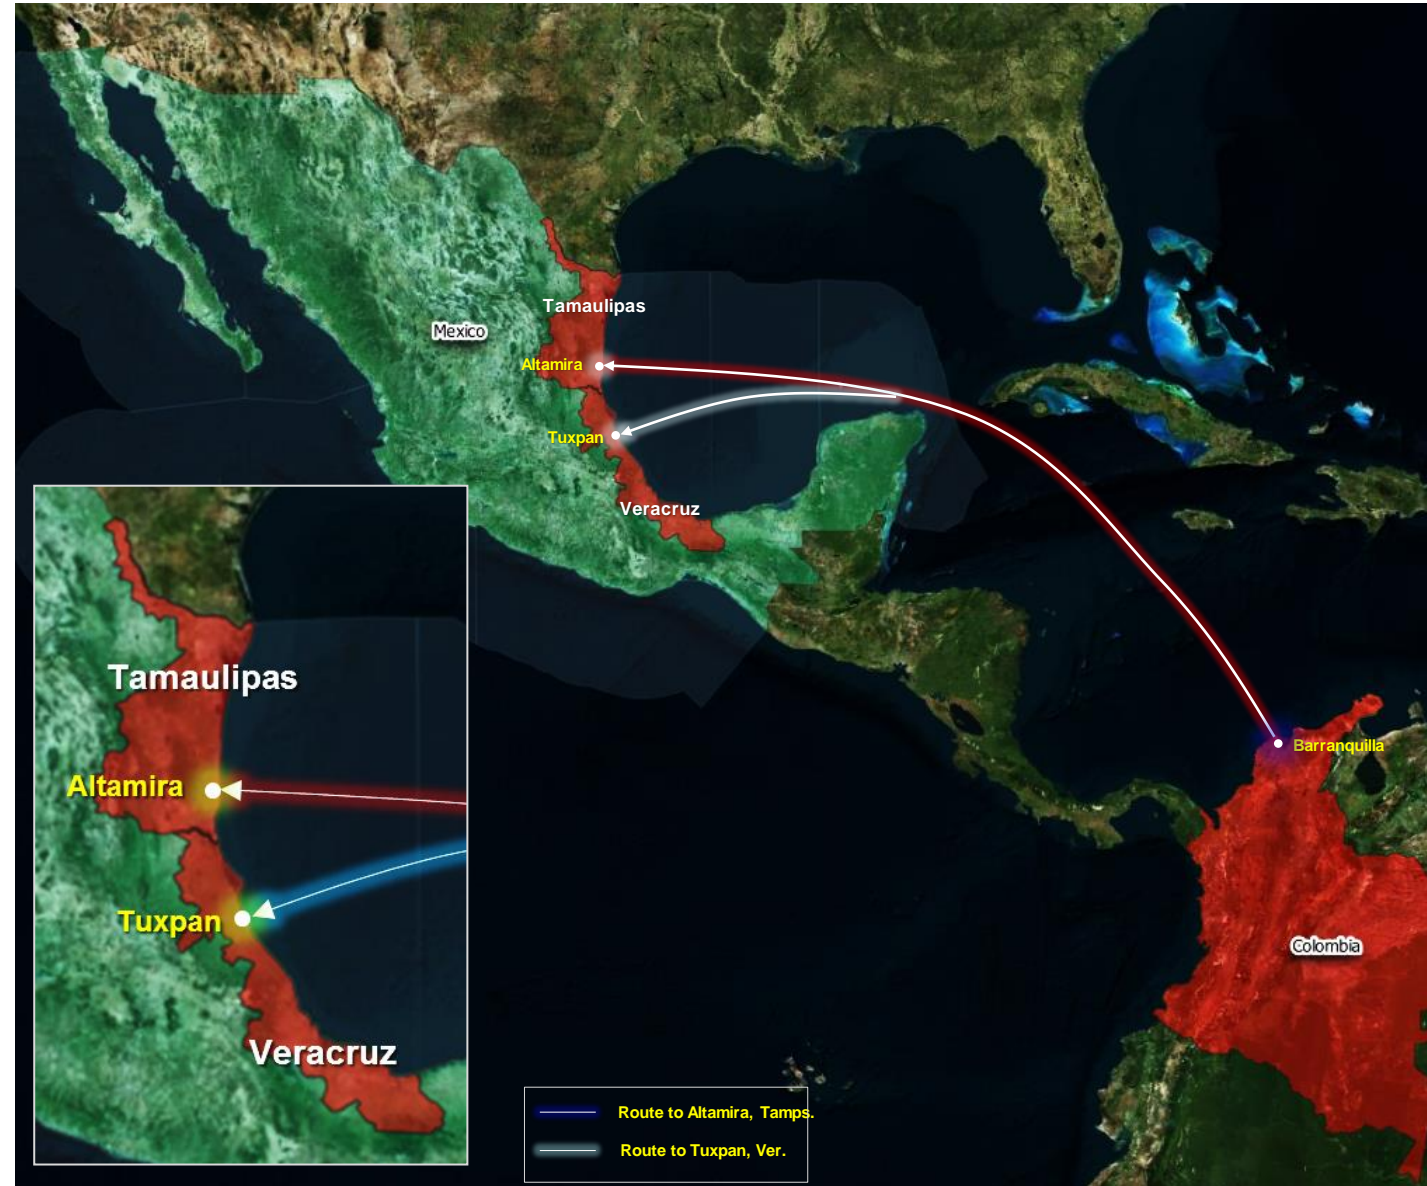 Tamaulipas
Mexico
Altamira
Tuxpan
Veracruz
Barranquilla
Colombia
Tamaulipas
Altamira
Tuxpan
Veracruz
Route to Altamira, Tamps.
Route to Tuxpan, Ver.